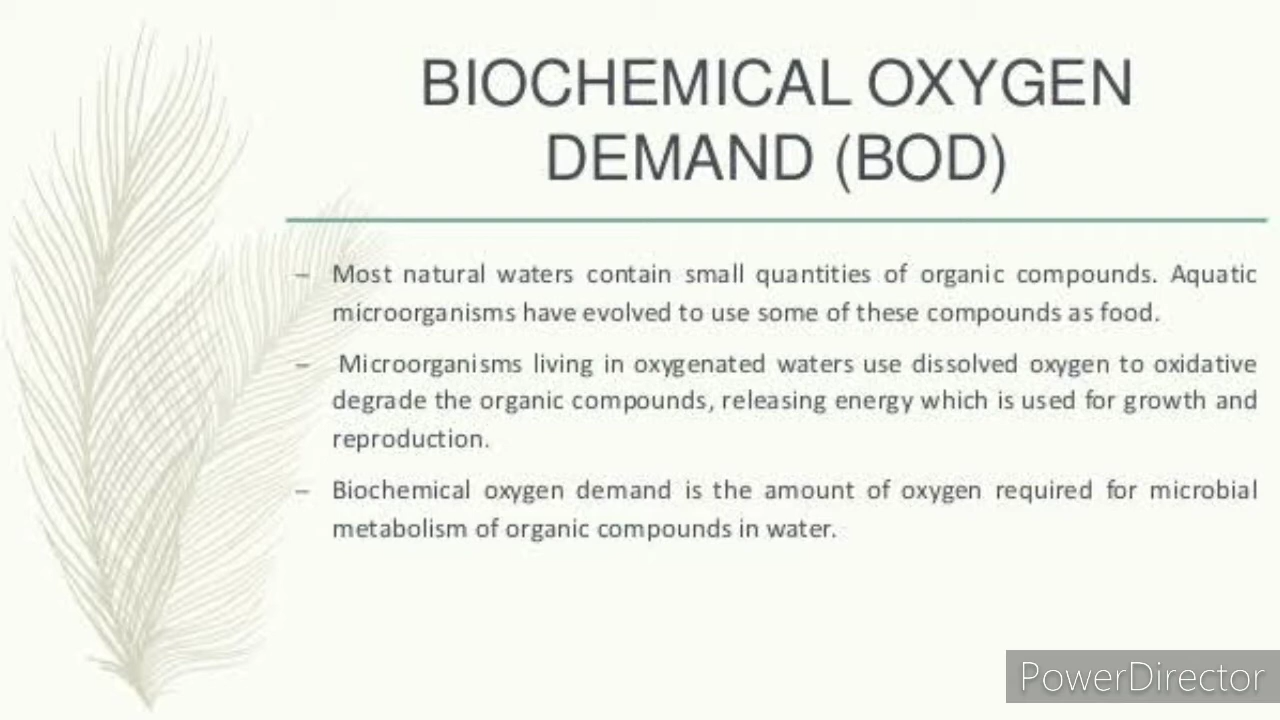 BIOCHEMICAL OXYGEN
DEMAND (BOD)
– Most natural waters contain small quantities of organic compounds. Aquatic
microorganisms have evolved to use some of these compounds as food.
– Microorganisms living in oxygenated waters use dissolved oxygen to oxidative
degrade the organic compounds, releasing energy which is used for growth and
reproduction.
– Biochemical oxygen demand is the amount of oxygen required for microbial
metabolism of organic compounds in water.
PowerDirector